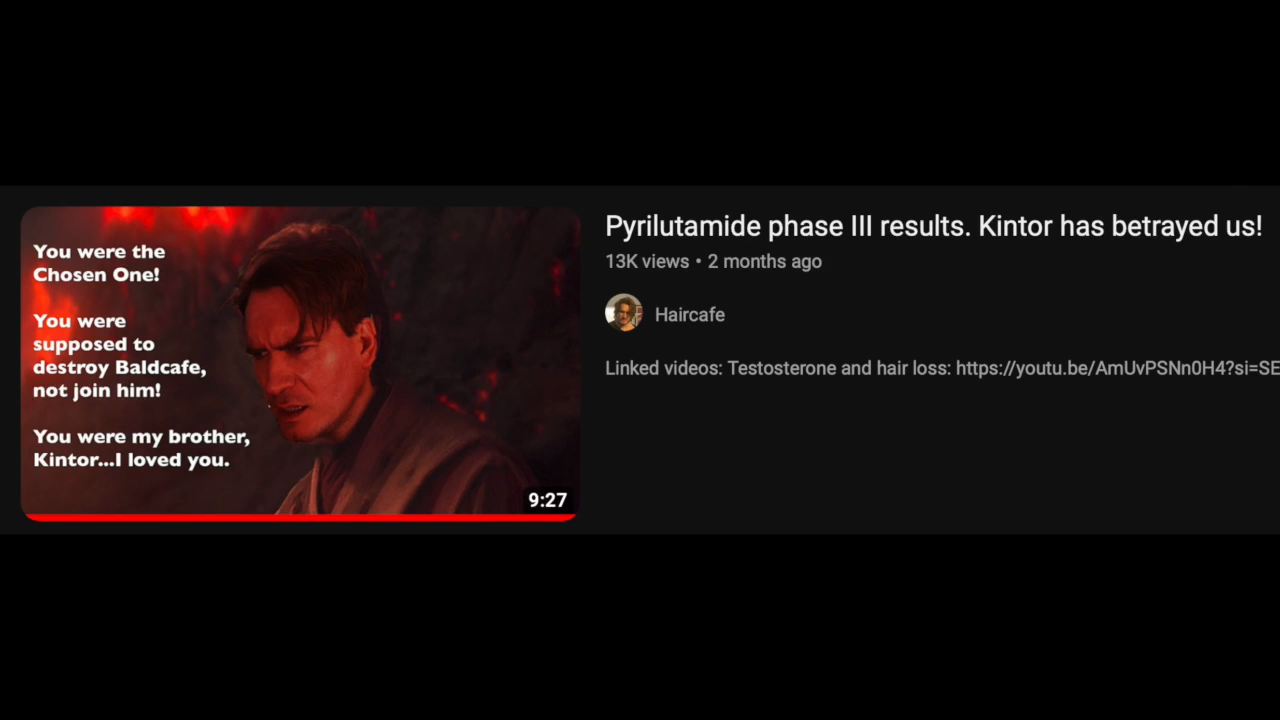 You were the
Chosen One!
You were
supposed to
destroy Baldcafe,
not join him!
You were my brother,
Kintor...I loved you.
9:27
Pyrilutamide phase III results. Kintor has betrayed us!
13K views • 2 months ago
Haircafe
Linked videos: Testosterone and hair loss: https://youtu.be/AmUvPSNn0H4?si=SE